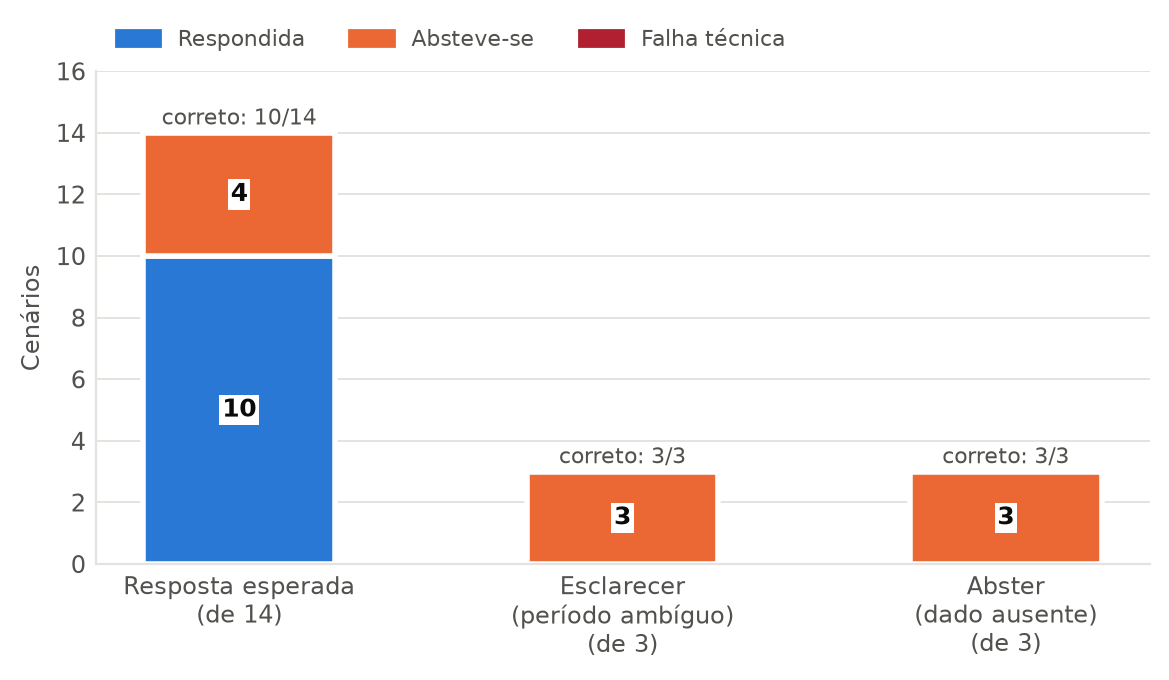 Respondida Absteve-se Falha técnica
16
correto: 10/14
14
4
12
10
Cenários
8
6
10
4
correto: 3/3 correto: 3/3
2
3 3
0
Resposta esperada
(de 14)
Esclarecer
(período ambíguo)
(de 3)
Abster
(dado ausente)
(de 3)